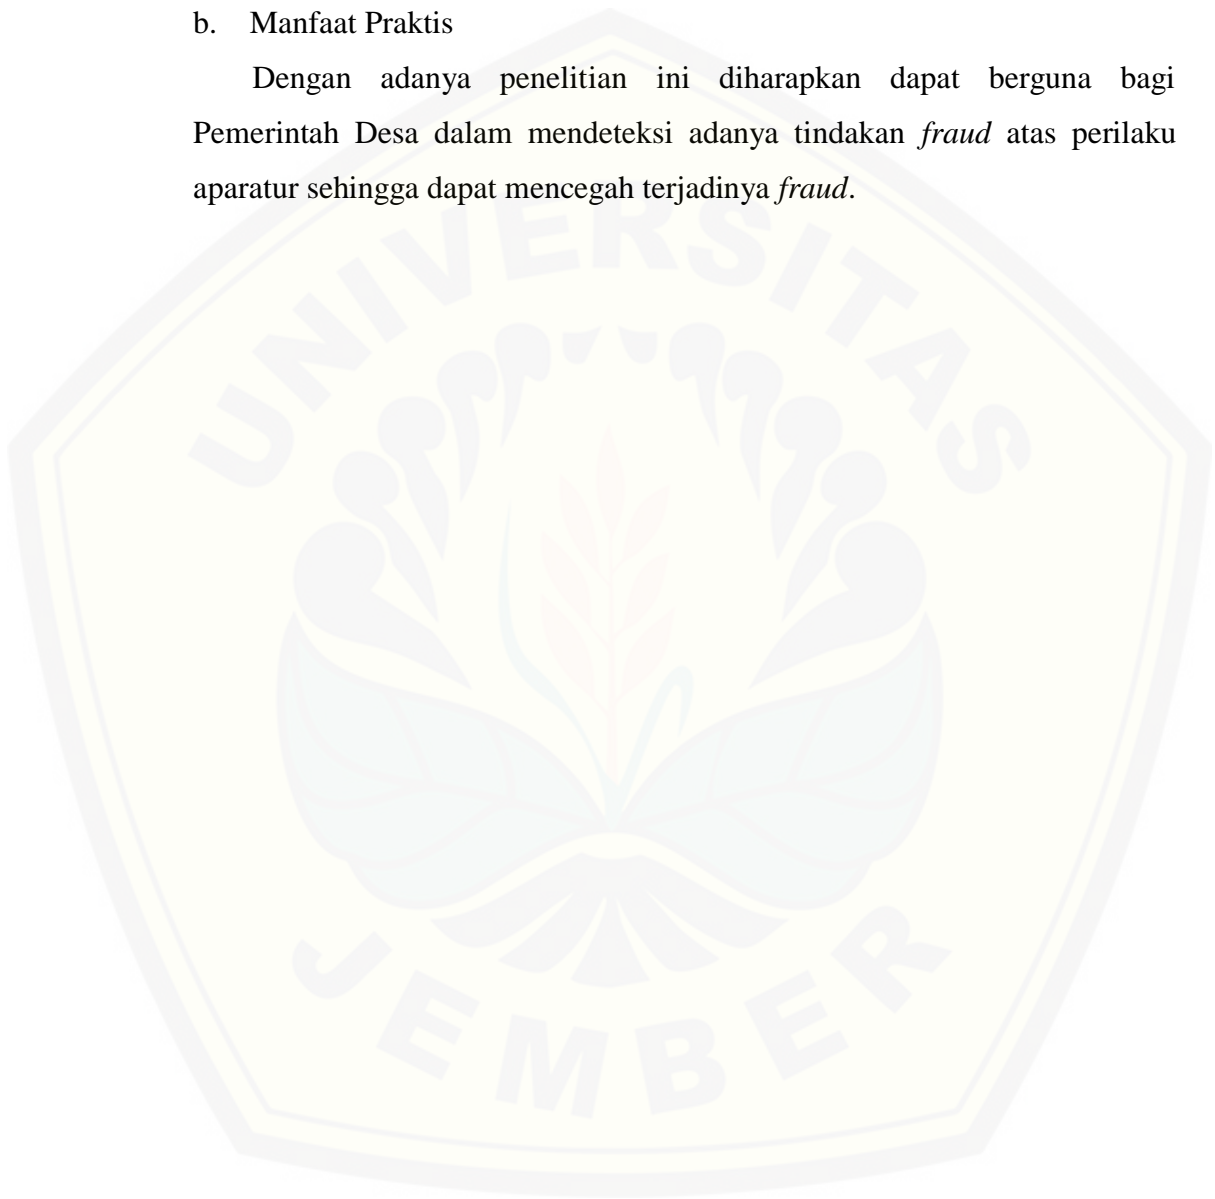 b. Manfaat Praktis
Dengan adanya penelitian ini diharapkan dapat berguna bagi
Pemerintah Desa dalam mendeteksi adanya tindakan fraud atas perilaku
aparatur sehingga dapat mencegah terjadinya fraud.
UNIVERSITAS
JEMBER